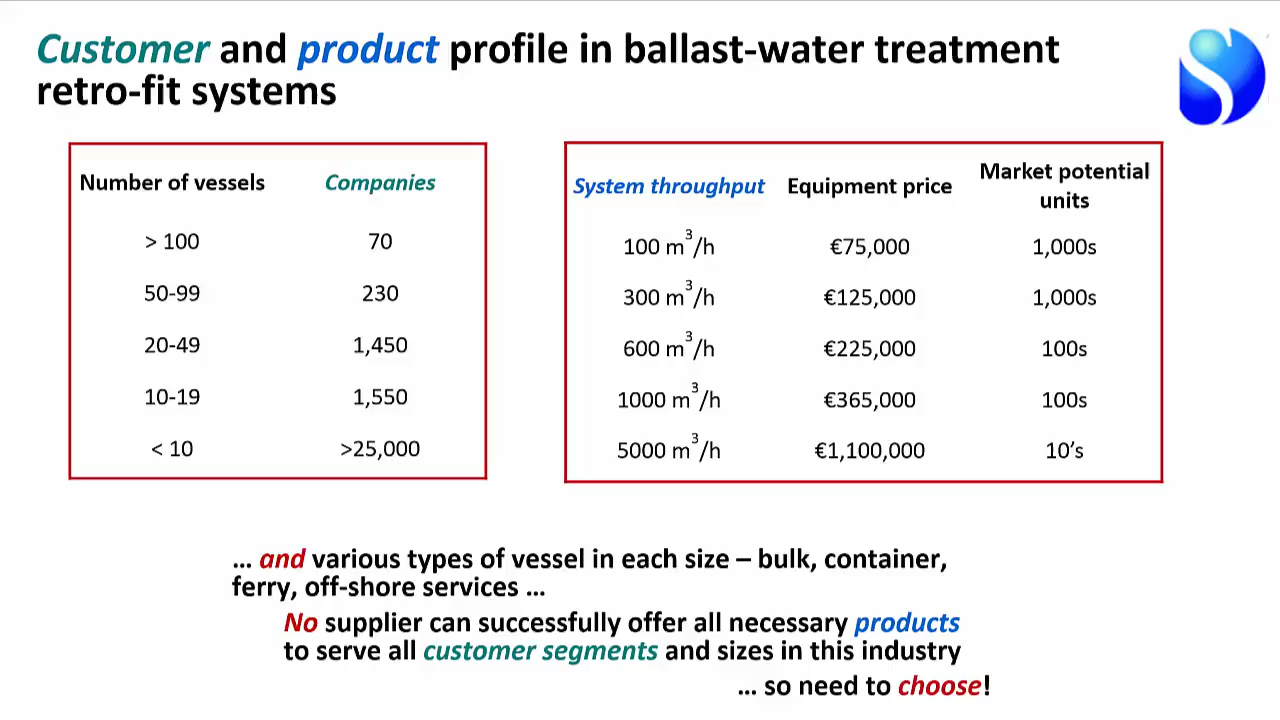 Customer and product profile in ballast-water treatment
retro-fit systems
Number of vessels Companies
> 100 70
50-99 230
20-49 1,450
10-19 1,550
< 10 >25,000
System throughput Equipment price Market potential units
100 m³/h €75,000 1,000s
300 m³/h €125,000 1,000s
600 m³/h €225,000 100s
1000 m³/h €365,000 100s
5000 m³/h €1,100,000 10’s
... and various types of vessel in each size – bulk, container,
ferry, off-shore services ...
No supplier can successfully offer all necessary products
to serve all customer segments and sizes in this industry
... so need to choose!